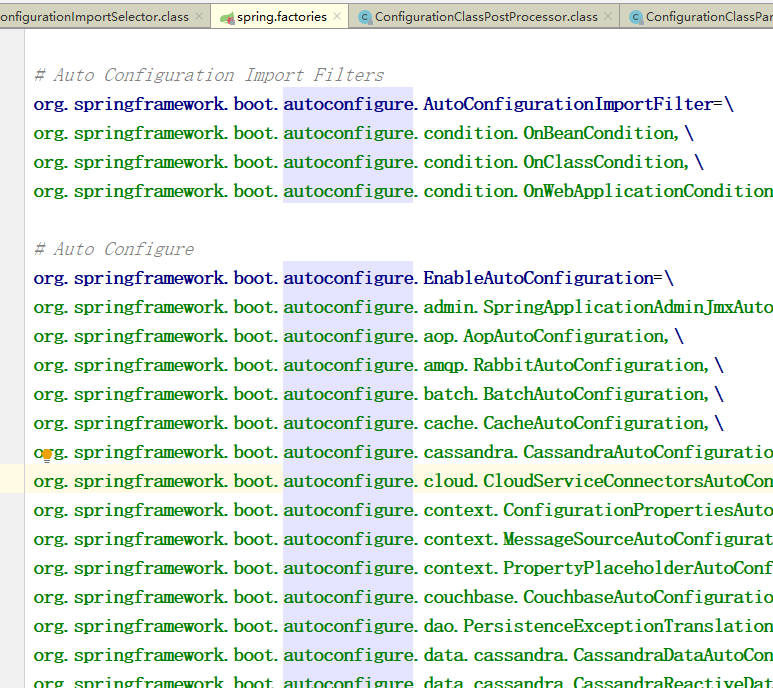 onfigurationImportSelector.class
spring.factories
ConfigurationClassPostProcessor.class
ConfigurationClassPar
# Auto Configuration Import Filters
org.springframework.boot.autoconfigure.AutoConfigurationImportFilter=\
org.springframework.boot.autoconfigure.condition.OnBeanCondition,\
org.springframework.boot.autoconfigure.condition.OnClassCondition,\
org.springframework.boot.autoconfigure.condition.OnWebApplicationCondition
# Auto Configure
org.springframework.boot.autoconfigure.EnableAutoConfiguration=\
org.springframework.boot.autoconfigure.admin.SpringApplicationAdminJmxAuto
org.springframework.boot.autoconfigure.aop.AopAutoConfiguration,\
org.springframework.boot.autoconfigure.amqp.RabbitAutoConfiguration,\
org.springframework.boot.autoconfigure.batch.BatchAutoConfiguration,\
org.springframework.boot.autoconfigure.cache.CacheAutoConfiguration,\
org.springframework.boot.autoconfigure.cassandra.CassandraAutoConfiguratio
org.springframework.boot.autoconfigure.cloud.CloudServiceConnectorsAutoCon
org.springframework.boot.autoconfigure.context.ConfigurationPropertiesAuto
org.springframework.boot.autoconfigure.context.MessageSourceAutoConfigurat
org.springframework.boot.autoconfigure.context.PropertyPlaceholderAutoConf
org.springframework.boot.autoconfigure.couchbase.CouchbaseAutoConfiguratio
org.springframework.boot.autoconfigure.dao.PersistenceExceptionTranslation
org.springframework.boot.autoconfigure.data.cassandra.CassandraDataAutoCon
org.springframework.boot.autoconfigure.data.cassandra.CassandraReactiveDat